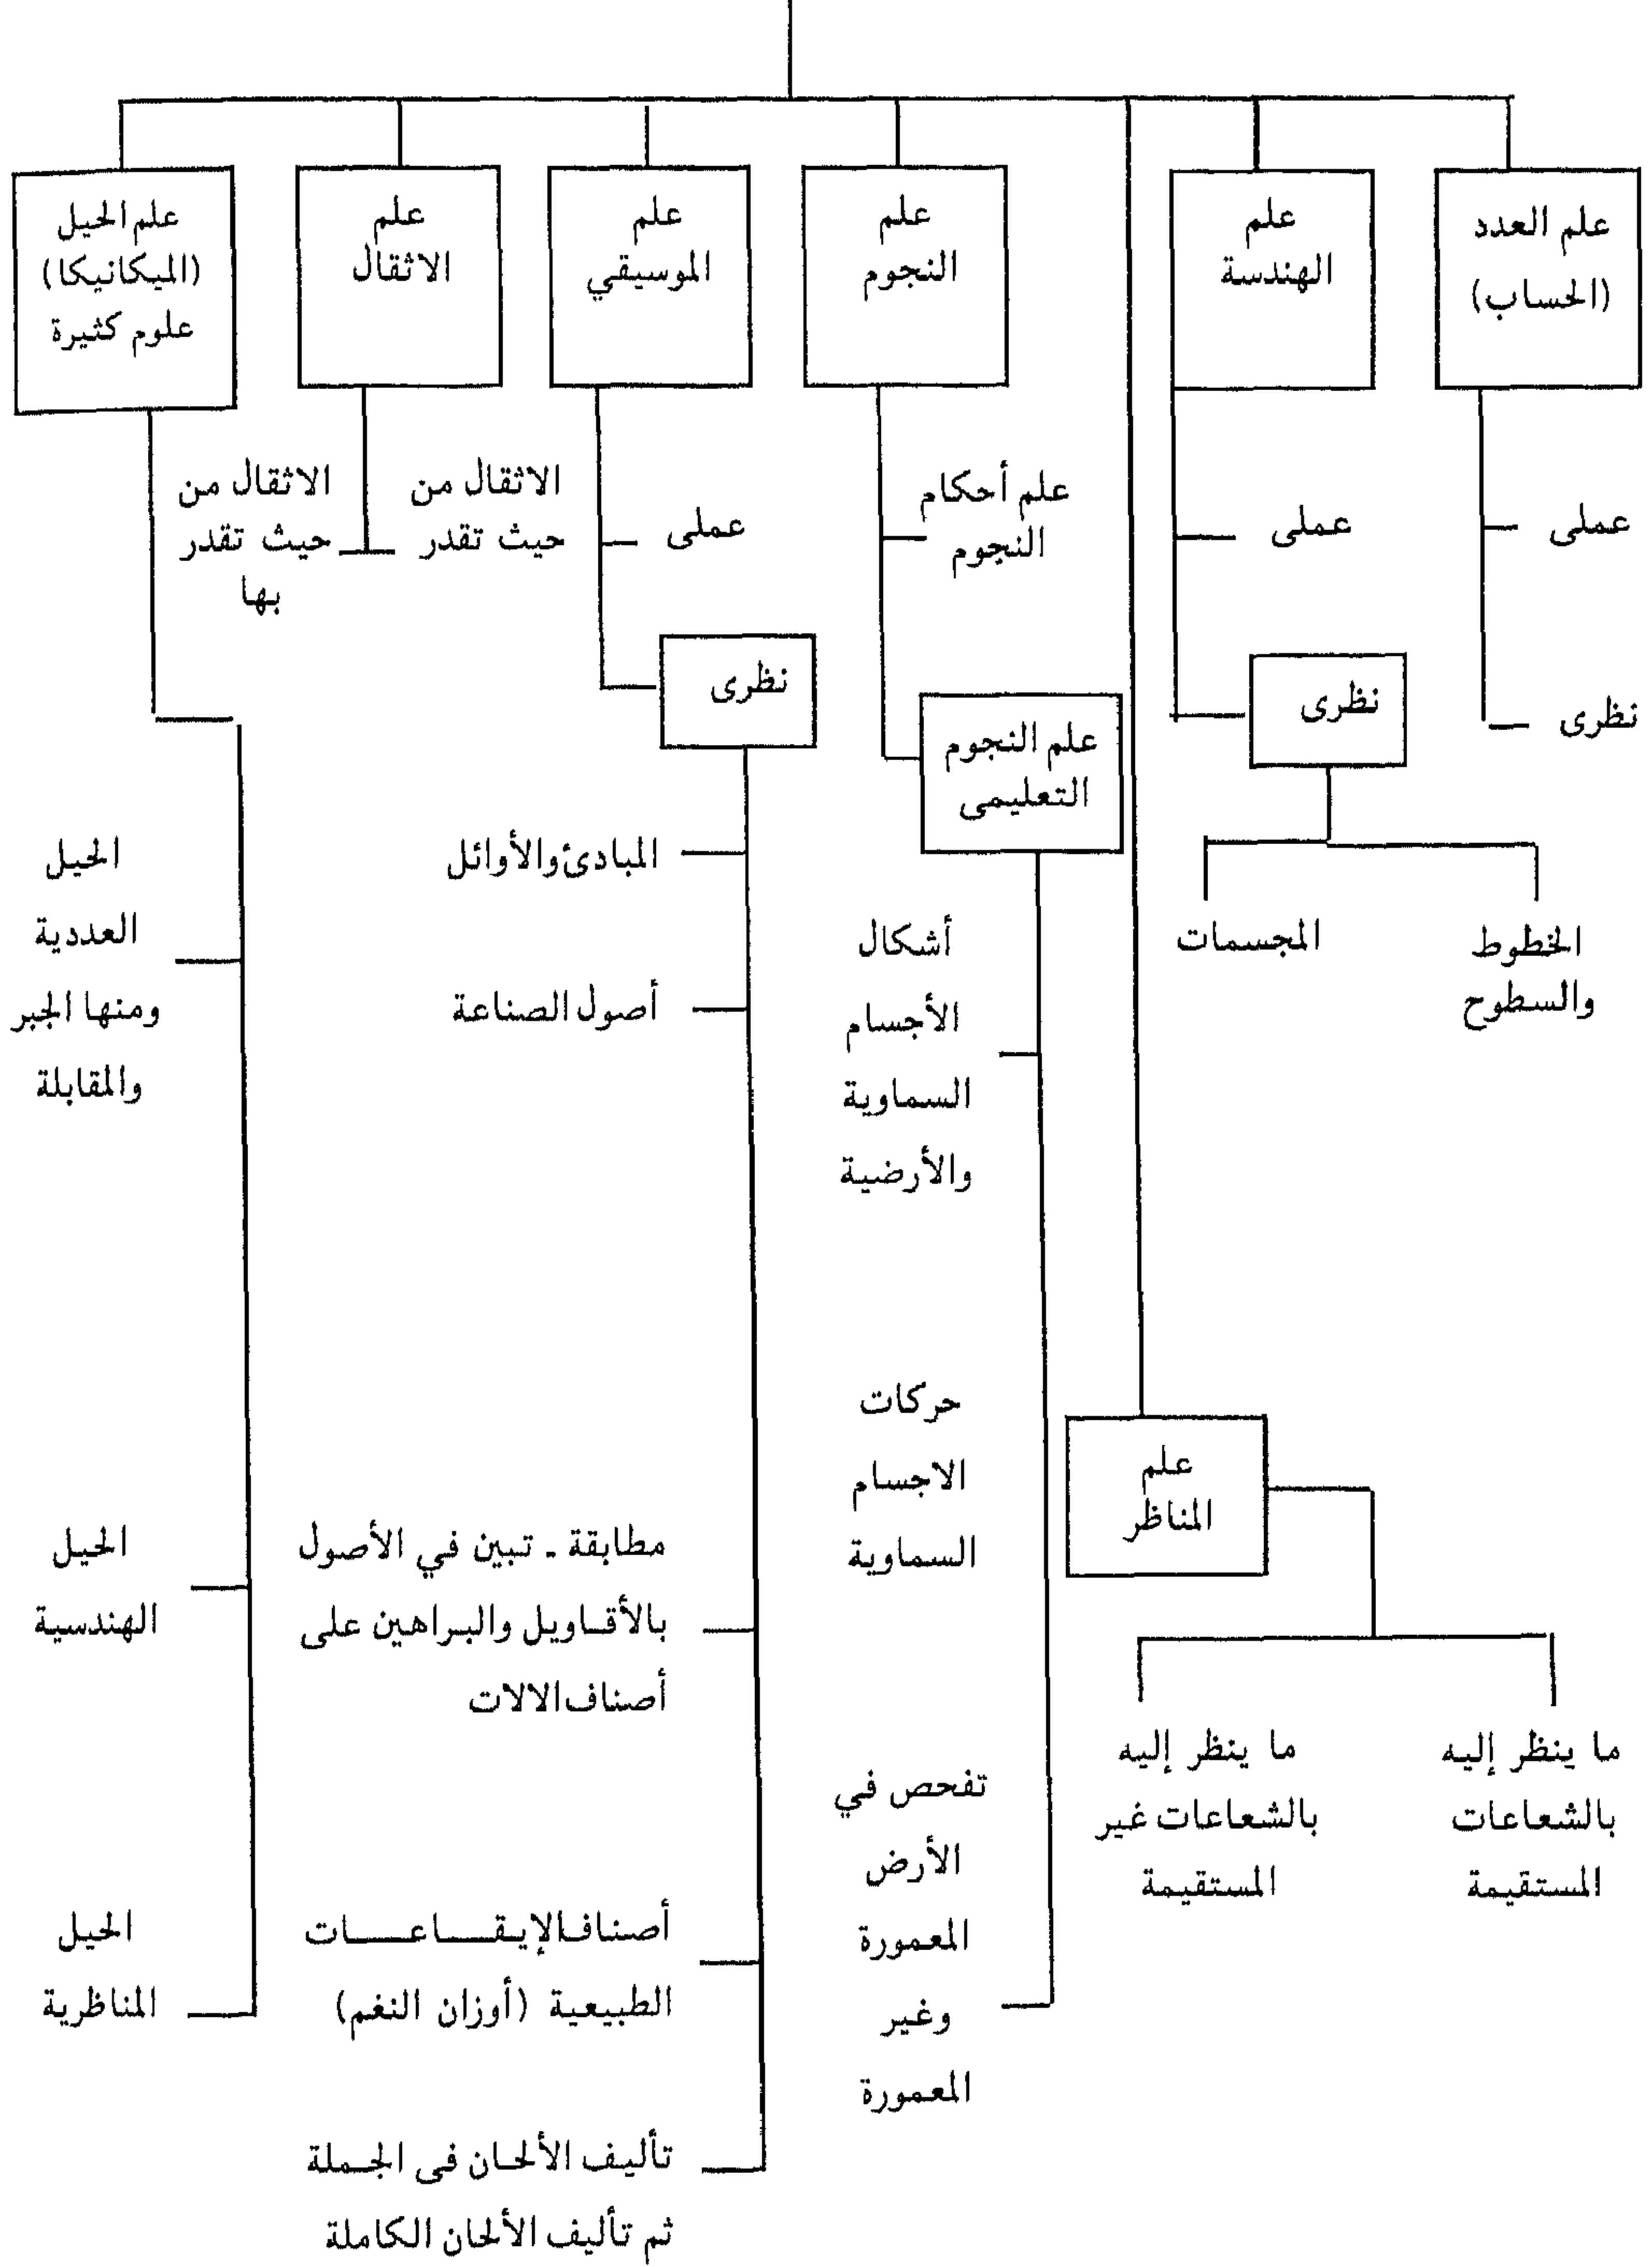 علم العدد
(الحساب)
عملى
نظرى
علم
الهندسة
عملى
نظرى
الخطوط
والسطوح
المجسمات
علم
المناظر
ما ينظر إليه
بالشعاعات
المستقيمة
ما ينظر إليه
بالشعاعات غير
المستقيمة
علم
النجوم
علم أحكام
النجوم
علم النجوم
التعليمى
أشكال
الأجسام
السماوية
والأرضية
حركات
الاجسام
السماوية
تفحص في
الأرض
المعمورة
وغير
المعمورة
علم
الموسيقي
عملى
نظرى
المبادئ والأوائل
أصول الصناعة
مطابقة - تبين في الأصول
بالأقاويل والبراهين على
أصناف الالات
أصناف الإيقاعات
الطبيعية (أوزان النغم)
تأليف الألحان فى الجملة
ثم تأليف الألحان الكاملة
علم
الاثقال
الاثقال من
حيث تقدر
الاثقال من
حيث تقدر
بها
علم الحيل
(الميكانيكا)
علوم كثيرة
الحيل
العددية
ومنها الجبر
والمقابلة
الحيل
الهندسية
الحيل
المناظرية